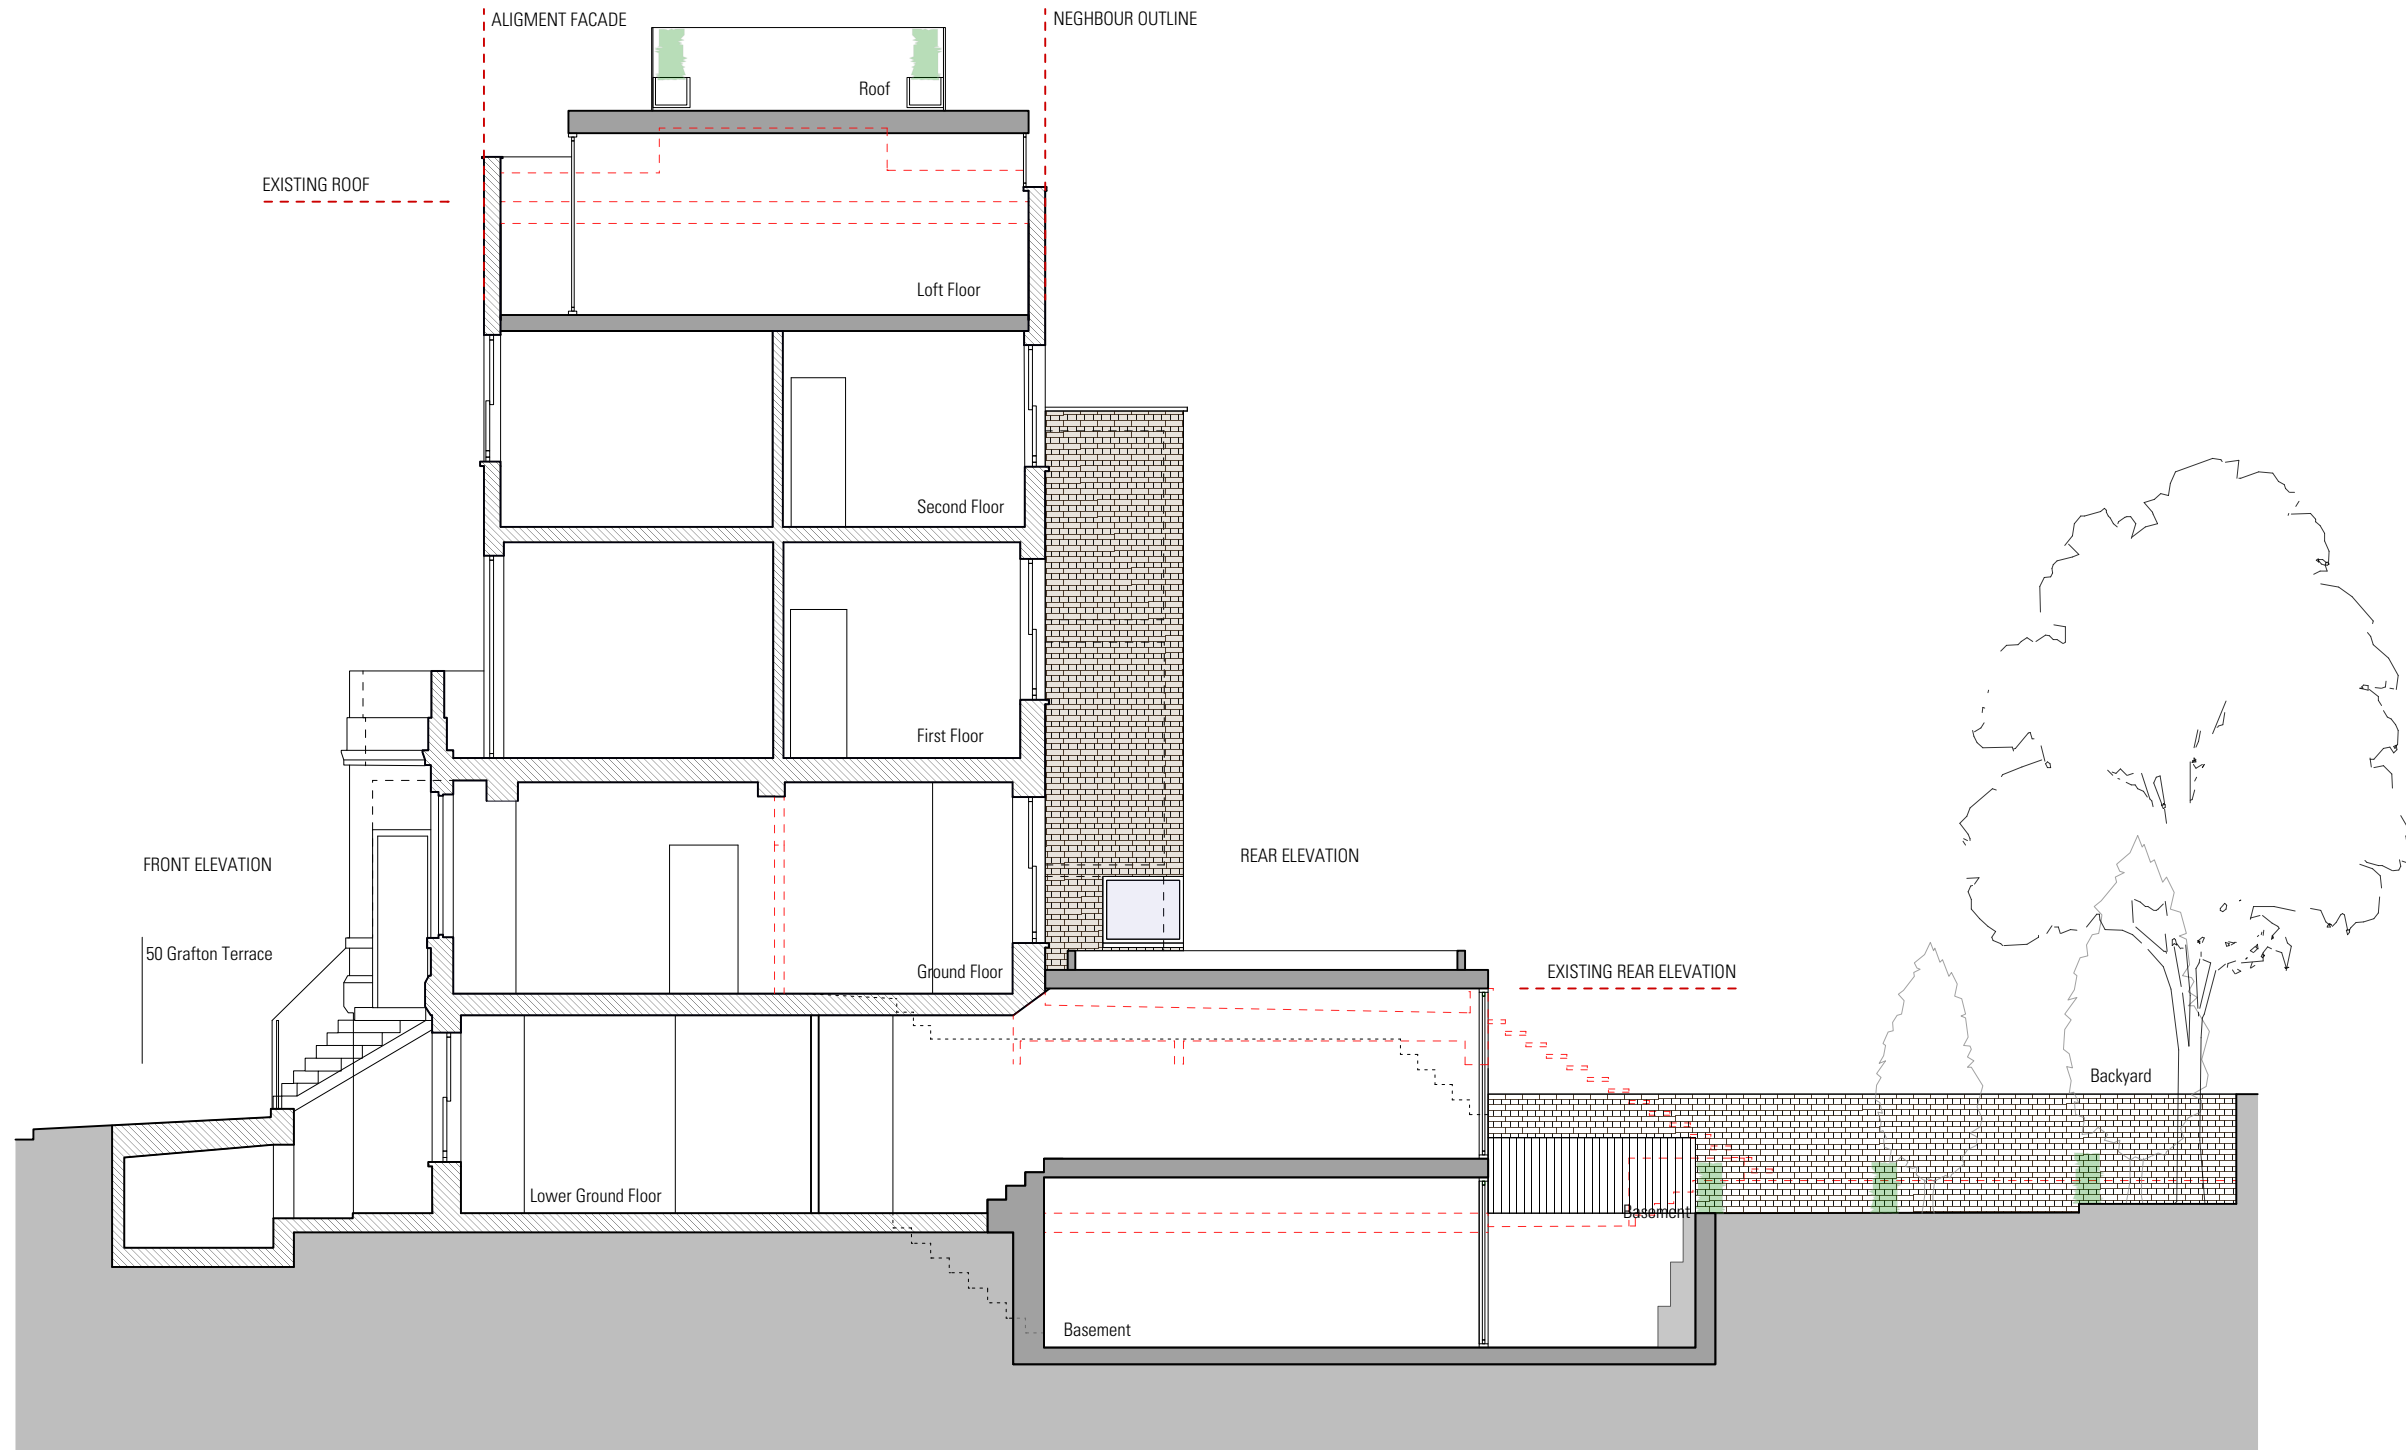 ALIGMENT FACADE
NEGHBOUR OUTLINE
Roof
EXISTING ROOF
Loft Floor
Second Floor
First Floor
FRONT ELEVATION
REAR ELEVATION
50 Grafton Terrace
Ground Floor
EXISTING REAR ELEVATION
Backyard
Lower Ground Floor
Basement
Basement